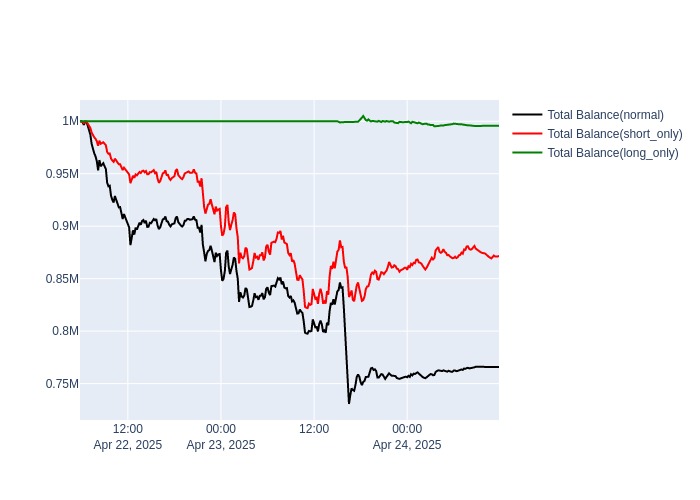 1M
0.95M
0.9M
0.85M
0.8M
0.75M
12:00
Apr 22, 2025
00:00
Apr 23, 2025
12:00
00:00
Apr 24, 2025
Total Balance(normal)
Total Balance(short_only)
Total Balance(long_only)